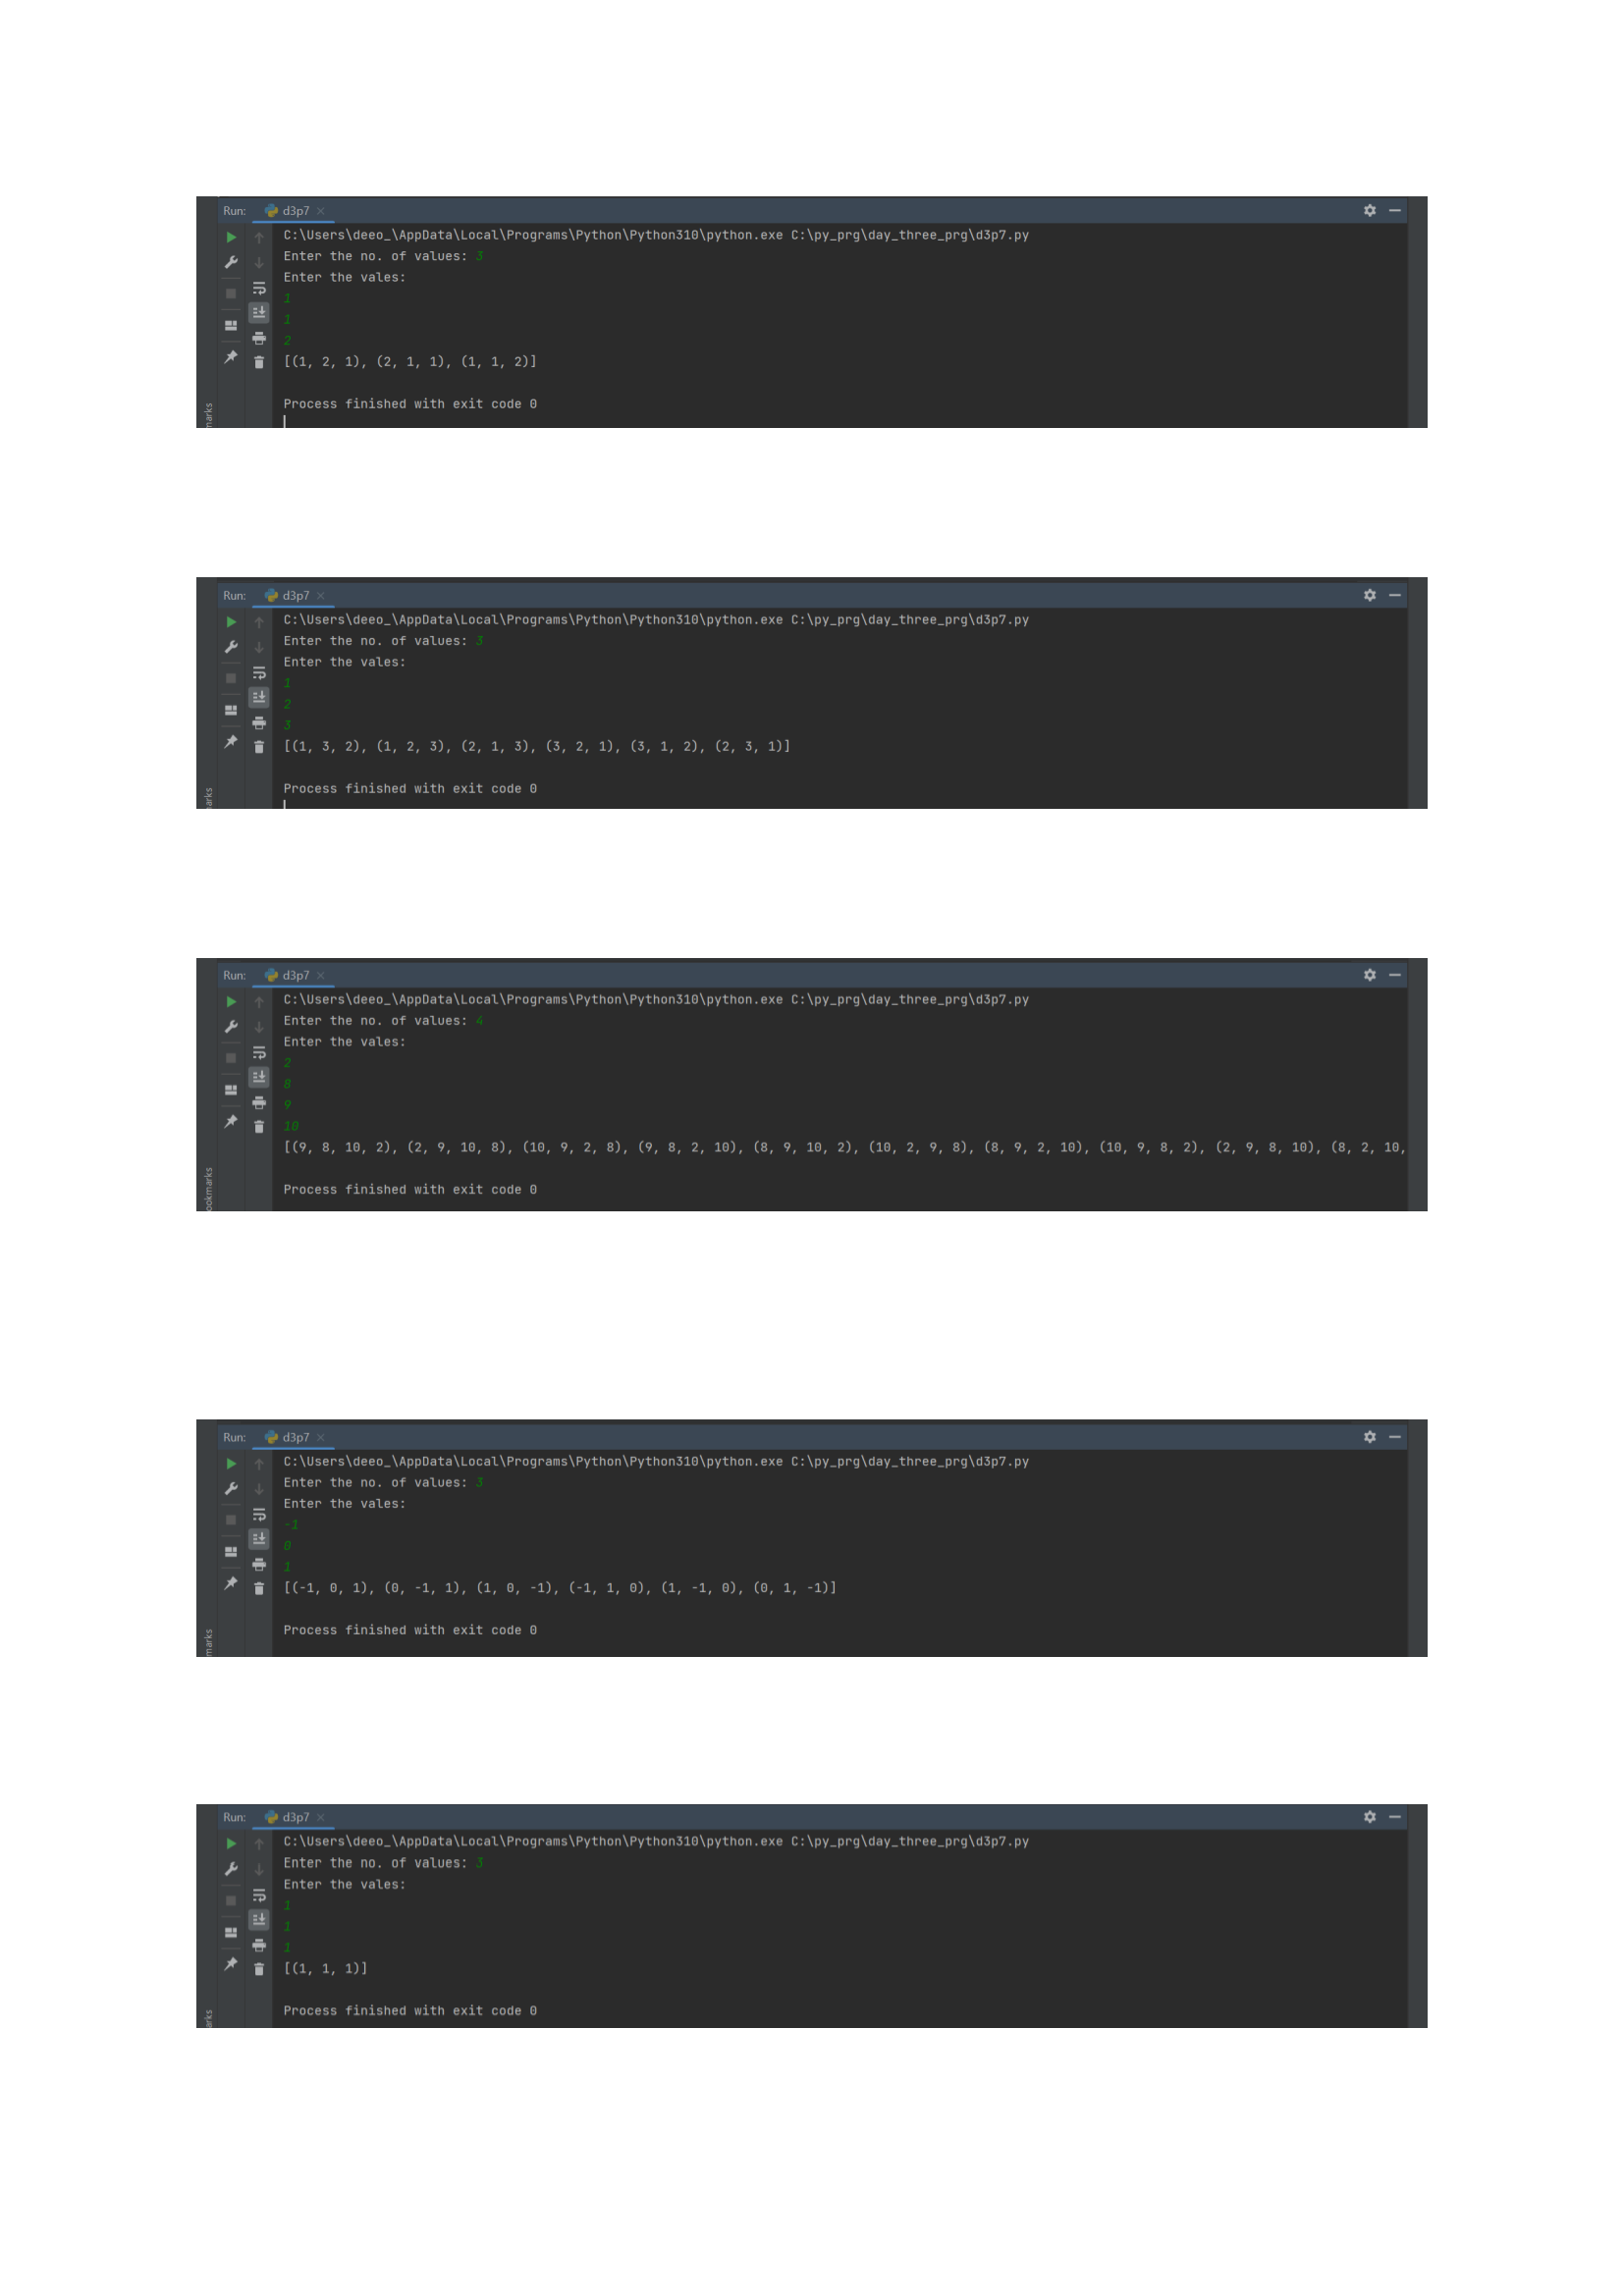 Run: d3p7
C:\Users\deeo_\AppData\Local\Programs\Python\Python310\python.exe C:\py_prg\day_three_prg\d3p7.py
Enter the no. of values: 3
Enter the vales:
1
1
2
[(1, 2, 1), (2, 1, 1), (1, 1, 2)]
Process finished with exit code 0
marks
Run: d3p7
C:\Users\deeo_\AppData\Local\Programs\Python\Python310\python.exe C:\py_prg\day_three_prg\d3p7.py
Enter the no. of values: 3
Enter the vales:
1
2
3
[(1, 3, 2), (1, 2, 3), (2, 1, 3), (3, 2, 1), (3, 1, 2), (2, 3, 1)]
Process finished with exit code 0
arks
Run: d3p7
C:\Users\deeo_\AppData\Local\Programs\Python\Python310\python.exe C:\py_prg\day_three_prg\d3p7.py
Enter the no. of values: 4
Enter the vales:
2
8
9
10
[(9, 8, 10, 2), (2, 9, 10, 8), (10, 9, 2, 8), (9, 8, 2, 10), (8, 9, 10, 2), (10, 2, 9, 8), (8, 9, 2, 10), (10, 9, 8, 2), (2, 9, 8, 10), (8, 2, 10,
Process finished with exit code 0
ookmarks
Run: d3p7
C:\Users\deeo_\AppData\Local\Programs\Python\Python310\python.exe C:\py_prg\day_three_prg\d3p7.py
Enter the no. of values: 3
Enter the vales:
-1
0
1
[(-1, 0, 1), (0, -1, 1), (1, 0, -1), (-1, 1, 0), (1, -1, 0), (0, 1, -1)]
Process finished with exit code 0
marks
Run: d3p7
C:\Users\deeo_\AppData\Local\Programs\Python\Python310\python.exe C:\py_prg\day_three_prg\d3p7.py
Enter the no. of values: 3
Enter the vales:
1
1
1
[(1, 1, 1)]
Process finished with exit code 0
arks